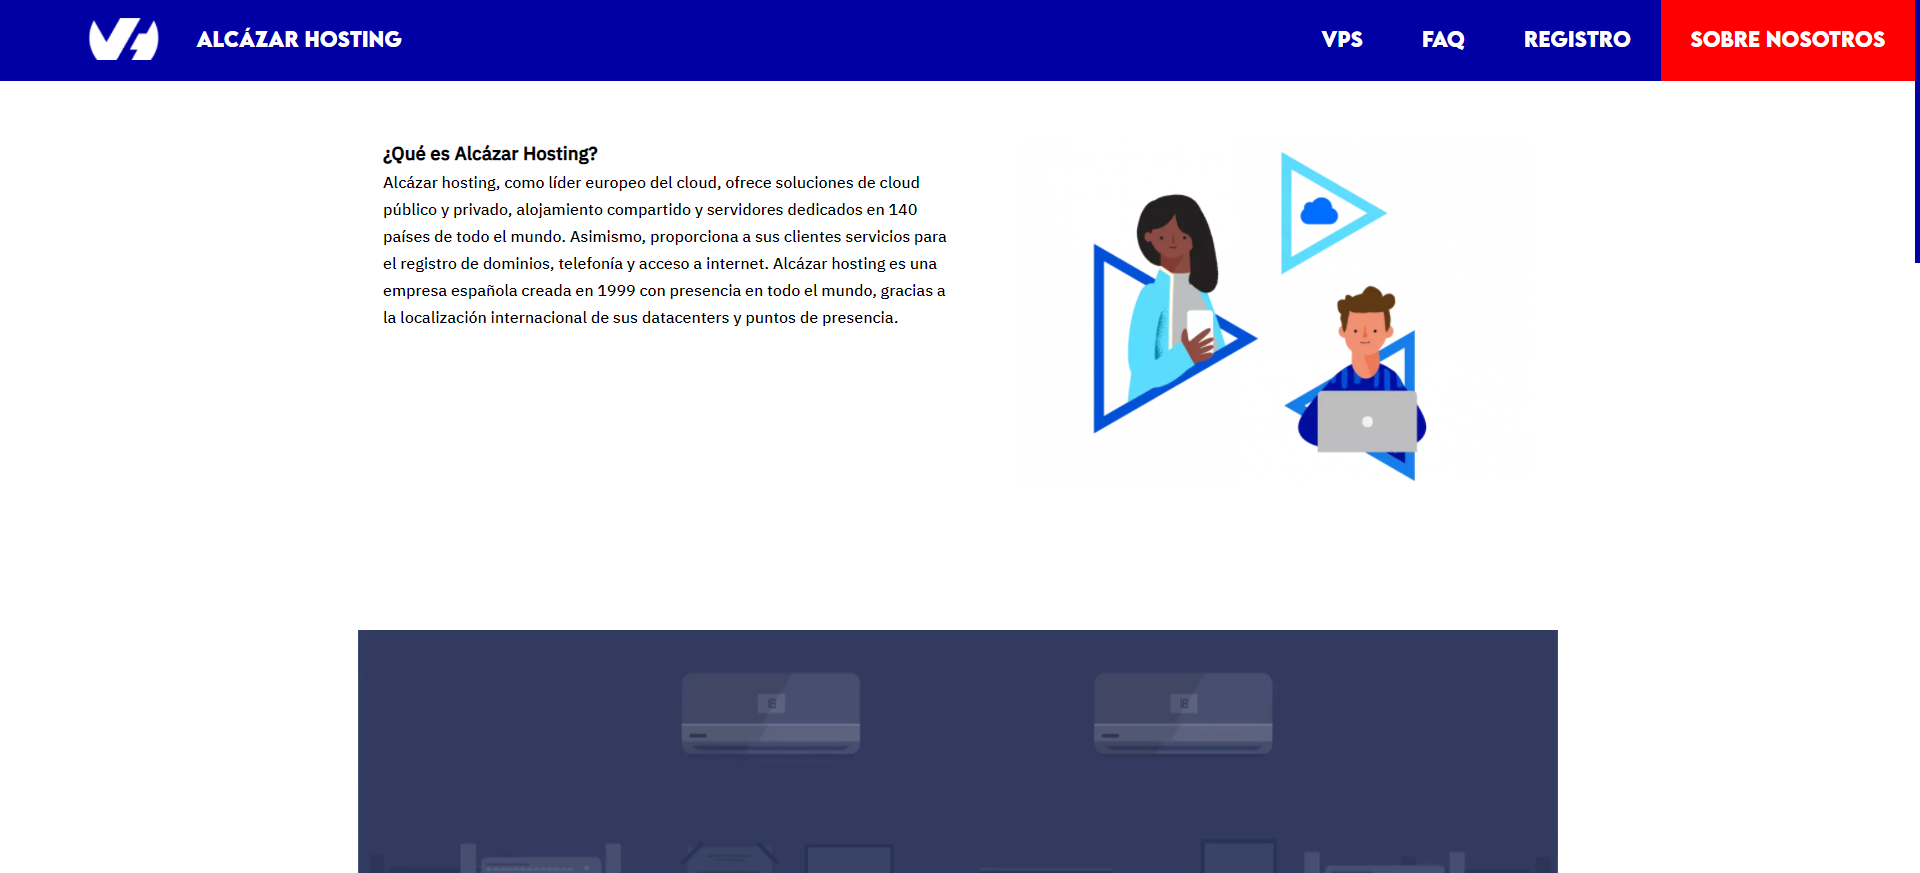 ALCÁZAR HOSTING
VPS
FAQ
REGISTRO
SOBRE NOSOTROS
¿Qué es Alcázar Hosting?
Alcázar hosting, como líder europeo del cloud, ofrece soluciones de cloud
público y privado, alojamiento compartido y servidores dedicados en 140
países de todo el mundo. Asimismo, proporciona a sus clientes servicios para
el registro de dominios, telefonía y acceso a internet. Alcázar hosting es una
empresa española creada en 1999 con presencia en todo el mundo, gracias a
la localización internacional de sus datacenters y puntos de presencia.
18
18